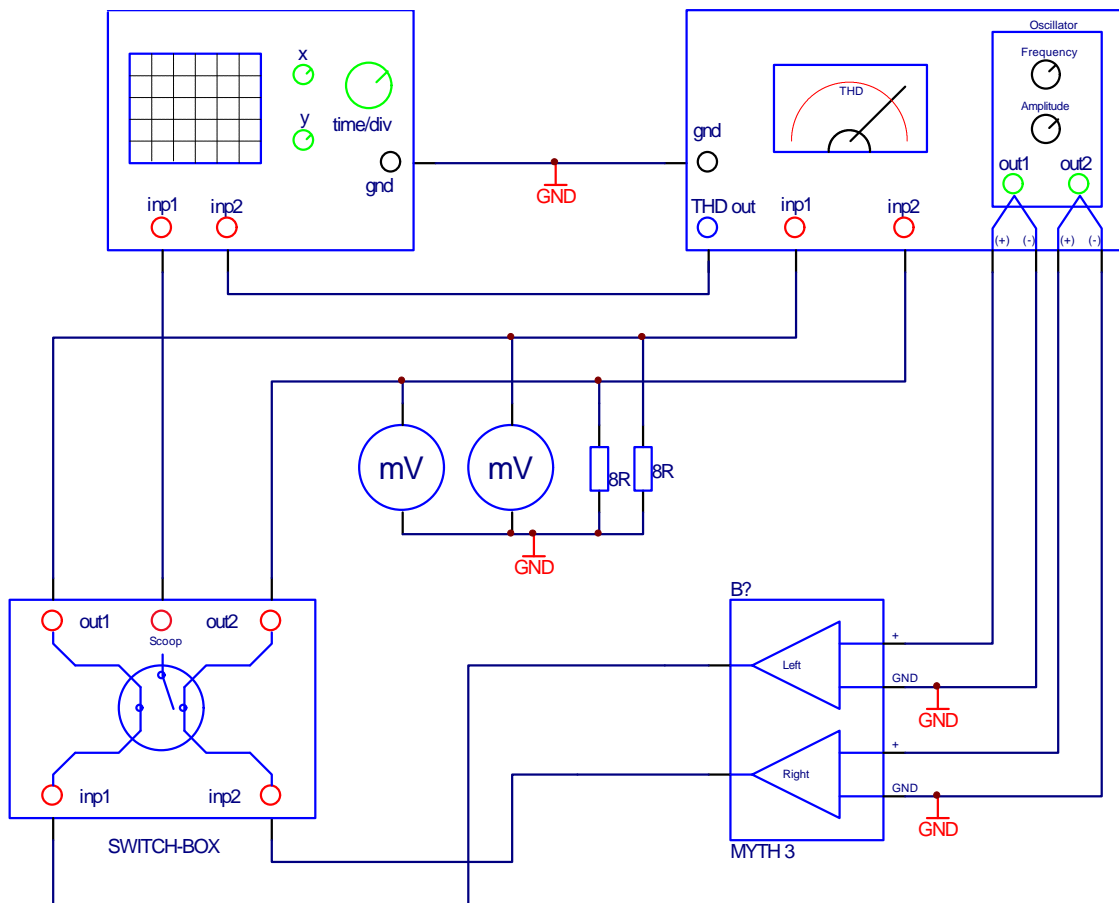 Oscillator
x
Frequency
THD
y
time/div
Amplitude
gnd
gnd
out1
out2
GND
inp1
inp2
THD out
inp1
inp2
(+)
(-)
(+)
(-)
mV
mV
8R
8R
GND
B?
out1
out2
Scoop
+
Left
GND
GND
+
Right
GND
GND
inp1
inp2
SWITCH-BOX
MYTH 3